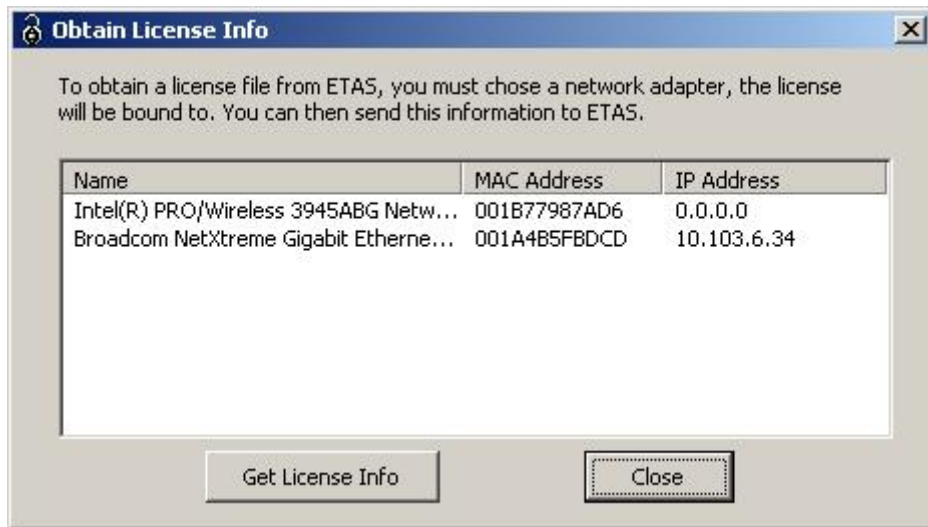 Obtain License Info
To obtain a license file from ETAS, you must chose a network adapter, the license
will be bound to. You can then send this information to ETAS.
Name MAC Address IP Address
Intel(R) PRO/Wireless 3945ABG Netw... 001B77987AD6 0.0.0.0
Broadcom NetXtreme Gigabit Etherne... 001A4B5FBDCD 10.103.6.34
Get License Info Close